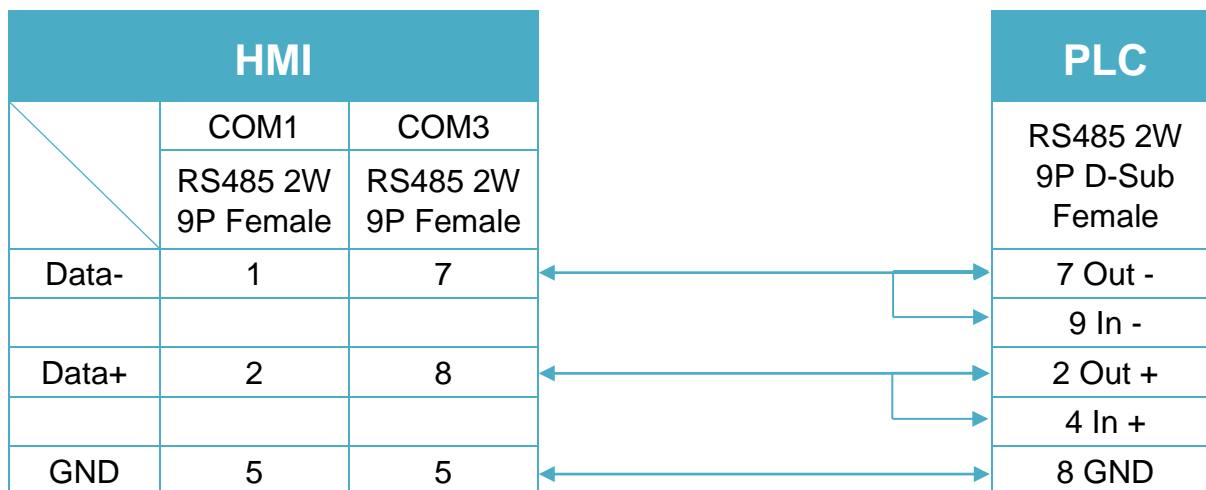 HMI PLC
COM1 COM3
RS485 2W RS485 2W RS485 2W
9P Female 9P Female 9P D-Sub
Female
Data- 1 7 7 Out -
9 In -
Data+ 2 8 2 Out +
4 In +
GND 5 5 8 GND